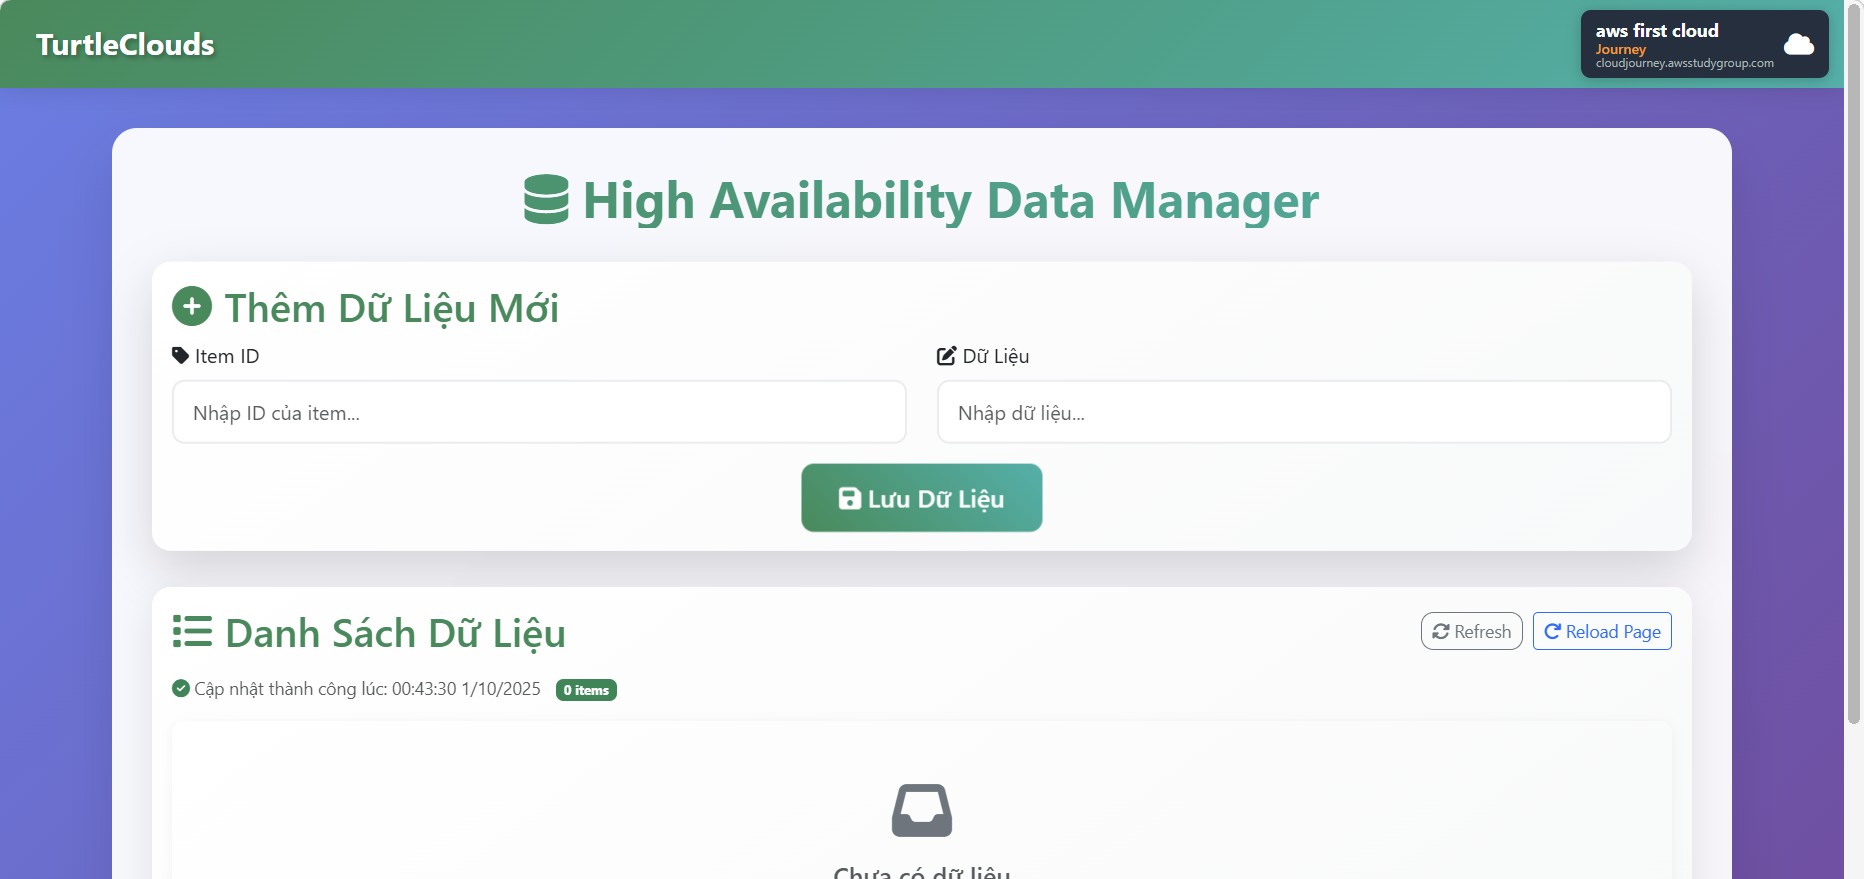 TurtleClouds
aws first cloud
Journey
cloudjourney.awsstudygroup.com
High Availability Data Manager
Thêm Dữ Liệu Mới
Item ID
Nhập ID của item...
Dữ Liệu
Nhập dữ liệu...
Lưu Dữ Liệu
Danh Sách Dữ Liệu
Refresh
Reload Page
Cập nhật thành công lúc: 00:43:30 1/10/2025
0 items
Chưa có dữ liệu